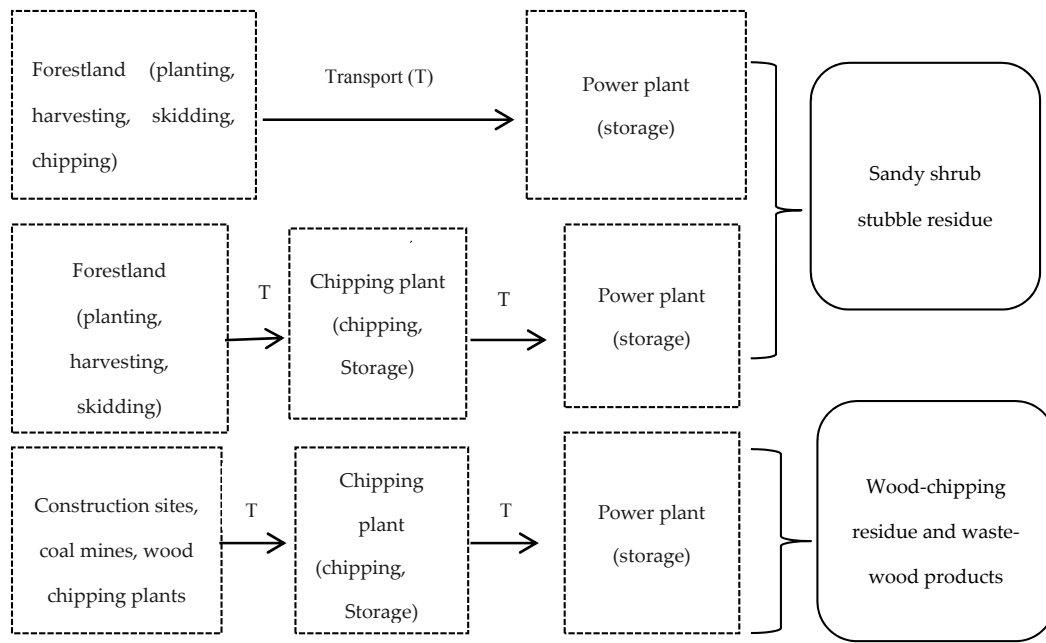 Forestland (planting,
harvesting, skidding,
chipping)
Transport (T)
Power plant
(storage)
Sandy shrub
stubble residue
Forestland
(planting,
harvesting,
skidding)
T
Chipping plant
(chipping,
Storage)
T
Power plant
(storage)
Construction sites,
coal mines, wood
chipping plants
T
Chipping
plant
(chipping,
Storage)
T
Power plant
(storage)
Wood-chipping
residue and waste-
wood products